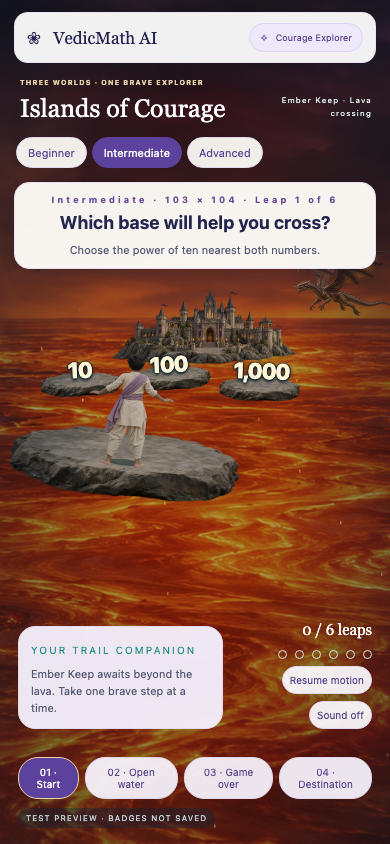 VedicMath AI
Courage Explorer
THREE WORLDS · ONE BRAVE EXPLORER
Islands of Courage
Ember Keep · Lava
crossing
Beginner
Intermediate
Advanced
Intermediate · 103 × 104 · Leap 1 of 6
Which base will help you cross?
Choose the power of ten nearest both numbers.
10
100
1,000
0 / 6 leaps
YOUR TRAIL COMPANION
Ember Keep awaits beyond the
lava. Take one brave step at a
time.
Resume motion
Sound off
01 ·
Start
02 · Open
water
03 · Game
over
04 ·
Destination
TEST PREVIEW · BADGES NOT SAVED